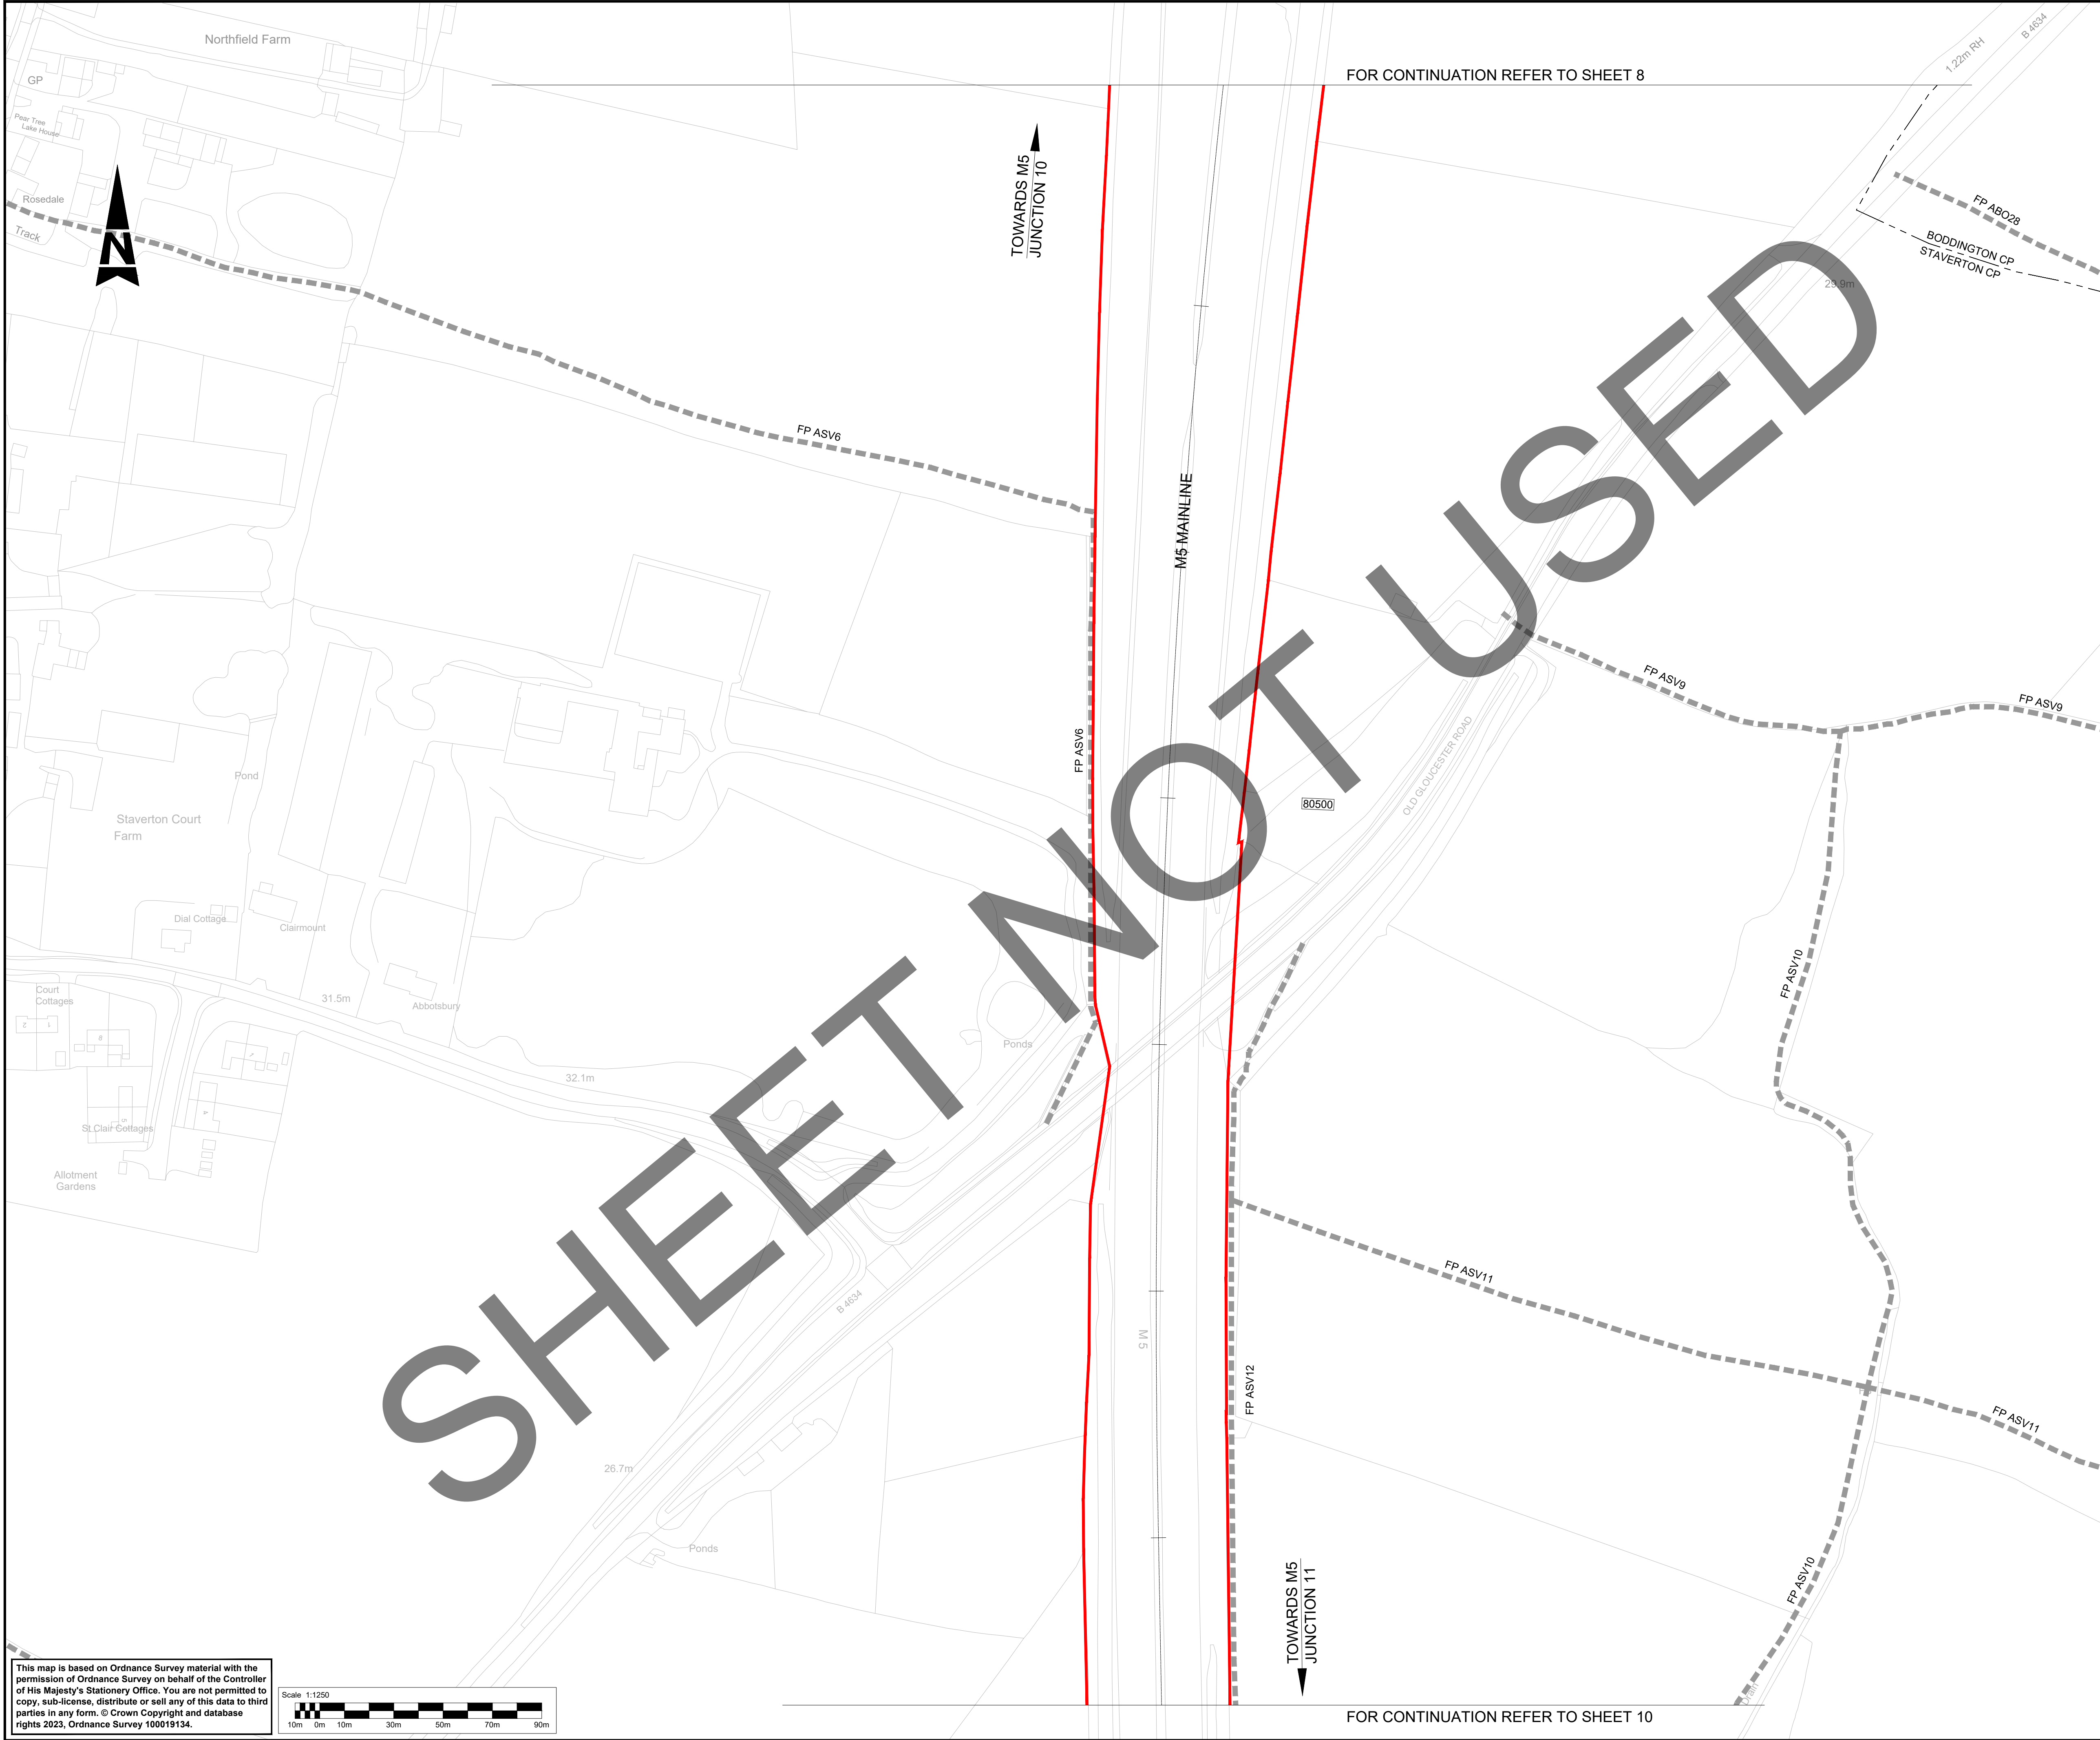 Northfield Farm
GP
Pear Tree
Lake House
Rosedale
Track
N
FOR CONTINUATION REFER TO SHEET 8
1.22m RH
B 4634
TOWARDS M5
JUNCTION 10
FP ABO28
BODDINGTON CP
STAVERTON CP
29.9m
FP ASV6
M5 MAINLINE
FP ASV9
FP ASV9
FP ASV6
OLD GLOUCESTER ROAD
80500
Pond
Staverton Court
Farm
Dial Cottage
Clairmount
FP ASV10
Court
Cottages
2
1
31.5m
Abbotsbury
8
7
Ponds
32.1m
5
4
St Clair Cottages
Allotment
Gardens
SHEET NOT USED
FP ASV11
B 4634
M 5
FP ASV12
FP ASV11
26.7m
Ponds
TOWARDS M5
JUNCTION 11
FP ASV10
Drain
This map is based on Ordnance Survey material with the
permission of Ordnance Survey on behalf of the Controller
of His Majesty's Stationery Office. You are not permitted to
copy, sub-license, distribute or sell any of this data to third
parties in any form. © Crown Copyright and database
rights 2023, Ordnance Survey 100019134.
Scale 1:1250
10m 0m 10m 30m 50m 70m 90m
FOR CONTINUATION REFER TO SHEET 10